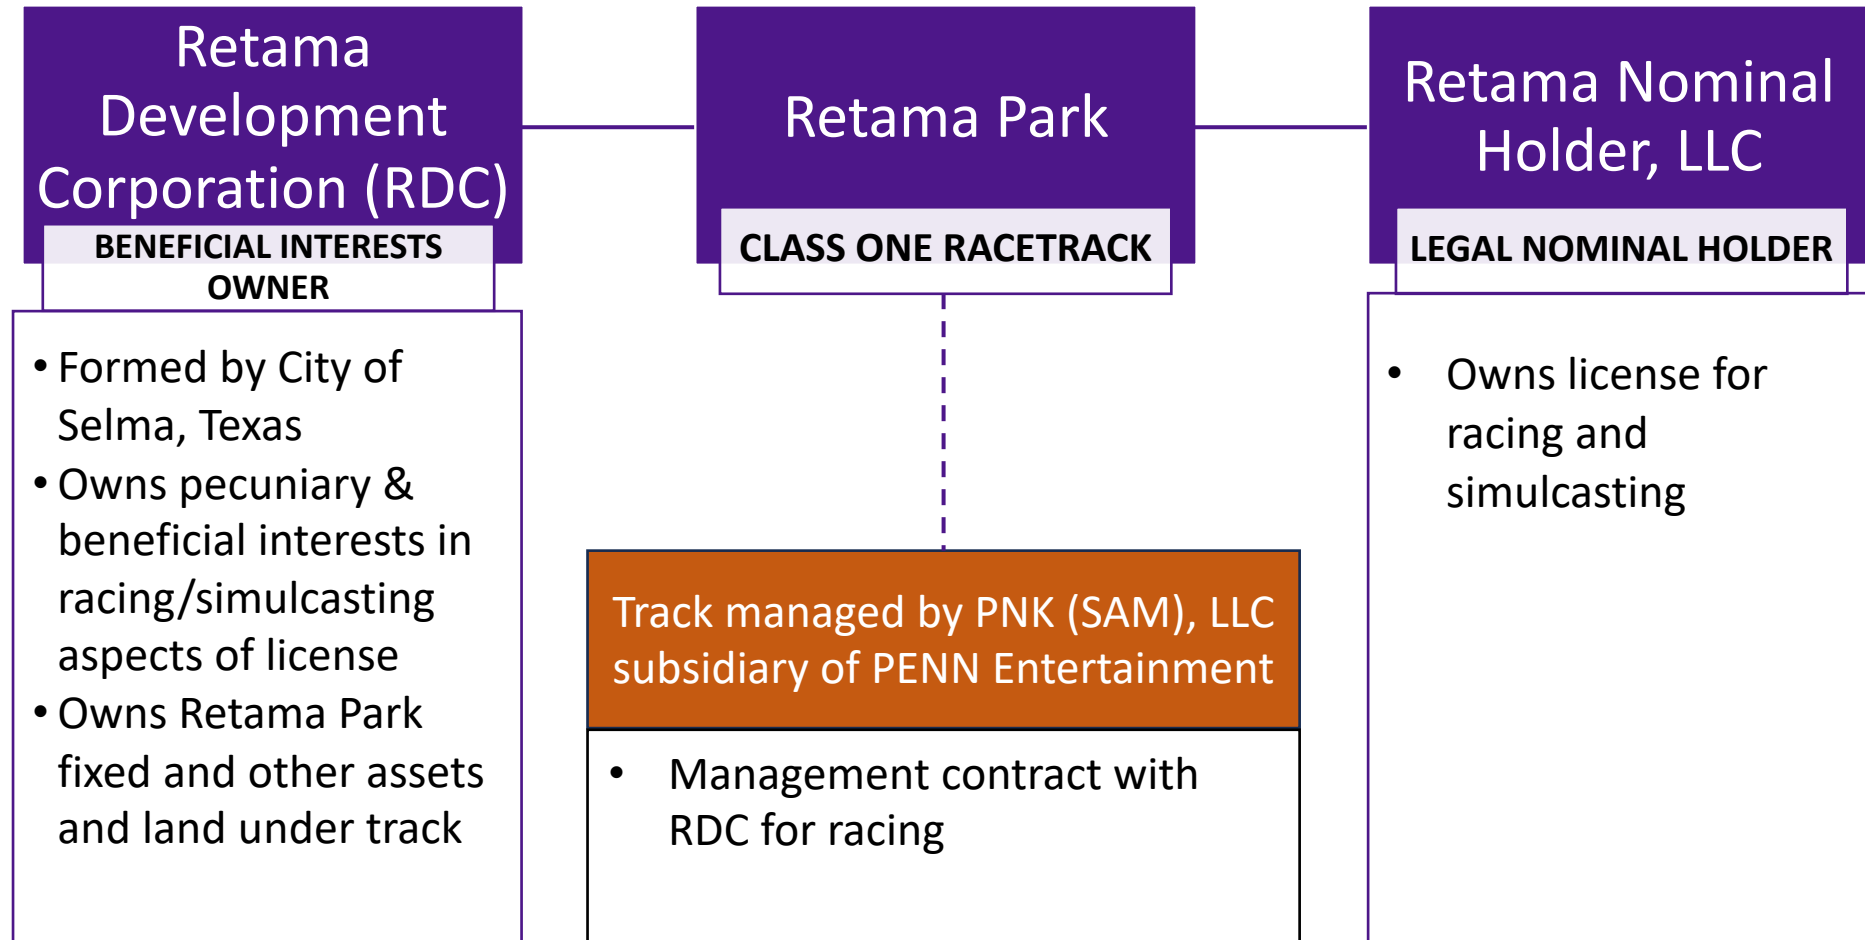 Retama
Development
Corporation (RDC)
BENEFICIAL INTERESTS
OWNER
• Formed by City of
Selma, Texas
• Owns pecuniary &
beneficial interests in
racing/simulcasting
aspects of license
• Owns Retama Park
fixed and other assets
and land under track
Retama Park
CLASS ONE RACETRACK
Track managed by PNK (SAM), LLC
subsidiary of PENN Entertainment
• Management contract with
RDC for racing
Retama Nominal
Holder, LLC
LEGAL NOMINAL HOLDER
• Owns license for
racing and
simulcasting